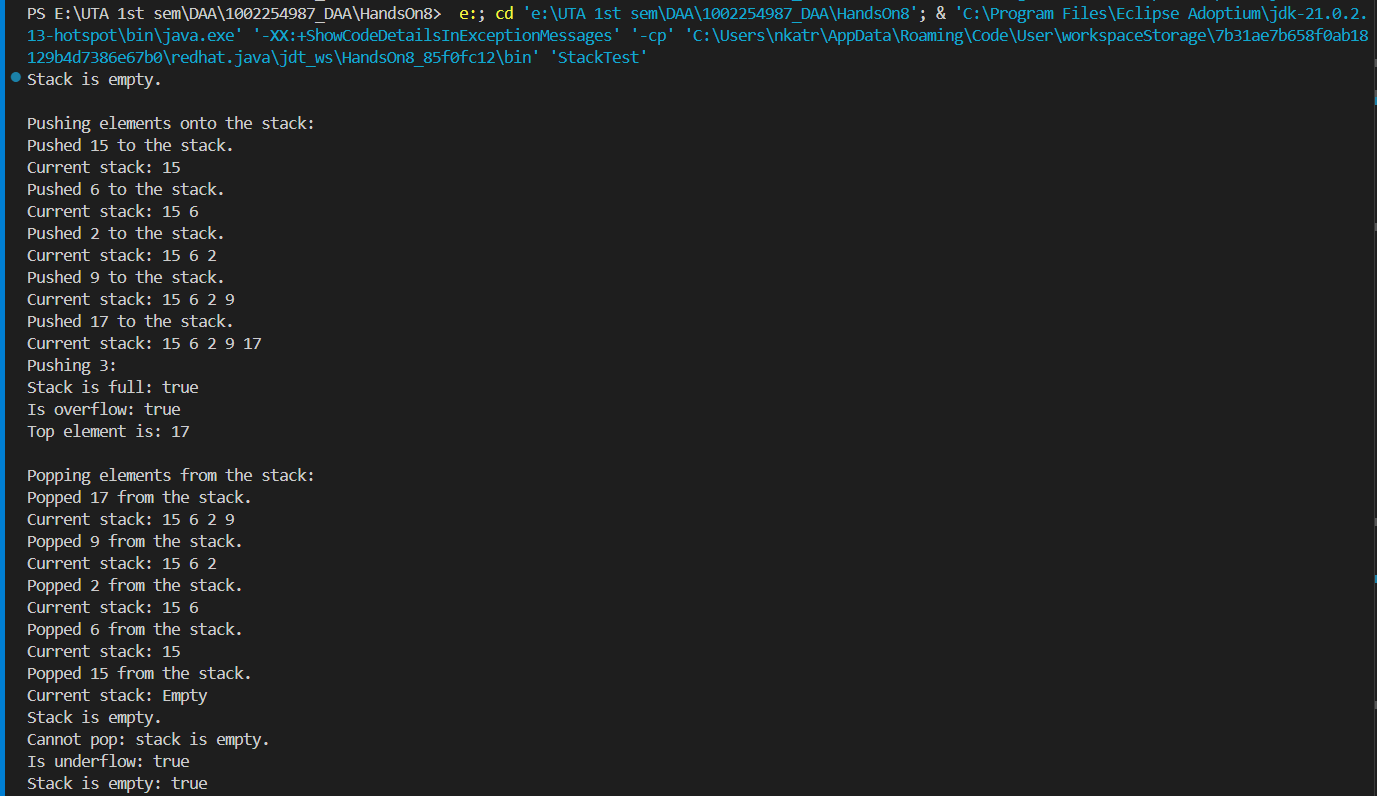 PS E:\UTA 1st sem\DAA\1002254987_DAA\HandsOn8>  e:; cd 'e:\UTA 1st sem\DAA\1002254987_DAA\HandsOn8'; & 'C:\Program Files\Eclipse Adoptium\jdk-21.0.2.
13-hotspot\bin\java.exe' '-XX:+ShowCodeDetailsInExceptionMessages' '-cp' 'C:\Users\nkatr\AppData\Roaming\Code\User\workspaceStorage\7b31ae7b658f0ab18
129b4d7386e67b0\redhat.java\jdt_ws\HandsOn8_85f0fc12\bin' 'StackTest'
Stack is empty.

Pushing elements onto the stack:
Pushed 15 to the stack.
Current stack: 15
Pushed 6 to the stack.
Current stack: 15 6
Pushed 2 to the stack.
Current stack: 15 6 2
Pushed 9 to the stack.
Current stack: 15 6 2 9
Pushed 17 to the stack.
Current stack: 15 6 2 9 17
Pushing 3:
Stack is full: true
Is overflow: true
Top element is: 17

Popping elements from the stack:
Popped 17 from the stack.
Current stack: 15 6 2 9
Popped 9 from the stack.
Current stack: 15 6 2
Popped 2 from the stack.
Current stack: 15 6
Popped 6 from the stack.
Current stack: 15
Popped 15 from the stack.
Current stack: Empty
Stack is empty.
Cannot pop: stack is empty.
Is underflow: true
Stack is empty: true